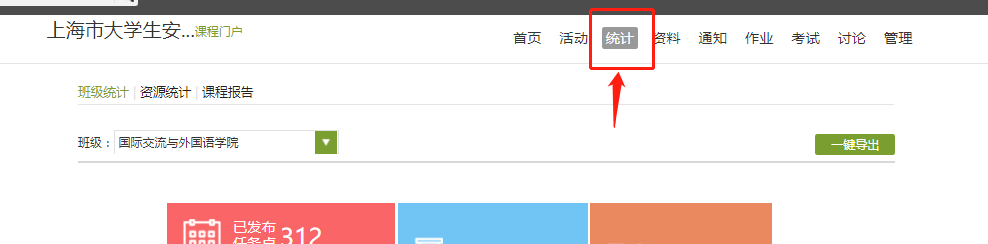 上海市大学生安...课程门户
首页 活动 统计 资料 通知 作业 考试 讨论 管理
班级统计 | 资源统计 | 课程报告
班级：国际交流与外国语学院 一键导出
已发布
任务点 312